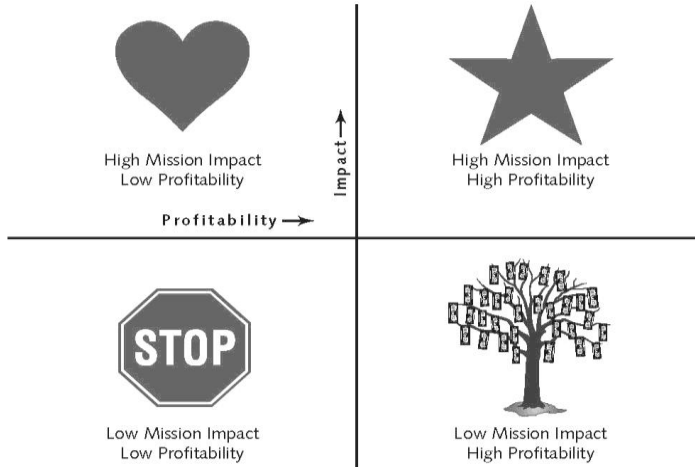 High Mission Impact
Low Profitability
High Mission Impact
High Profitability
Impact
Profitability
STOP
Low Mission Impact
Low Profitability
Low Mission Impact
High Profitability